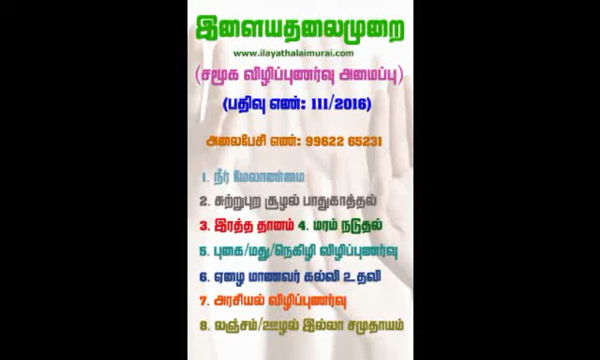 இளையதலைமுறை
www.ilayathalaimurai.com
(சமூக விழிப்புணர்வு அமைப்பு)
(பதிவு எண்: 111/2016)
அலைபேசி எண்: 99622 65231
1. நீர் மேலாண்மை
2. சுற்றுபுற சூழல் பாதுகாத்தல்
3. இரத்த தானம் 4. மரம் நடுதல்
5. புகை/மது/நெகிழி விழிப்புணர்வு
6. ஏழை மாணவர் கல்வி உதவி
7. அரசியல் விழிப்புணர்வு
8. லஞ்சம்/ஊழல் இல்லா சமுதாயம்